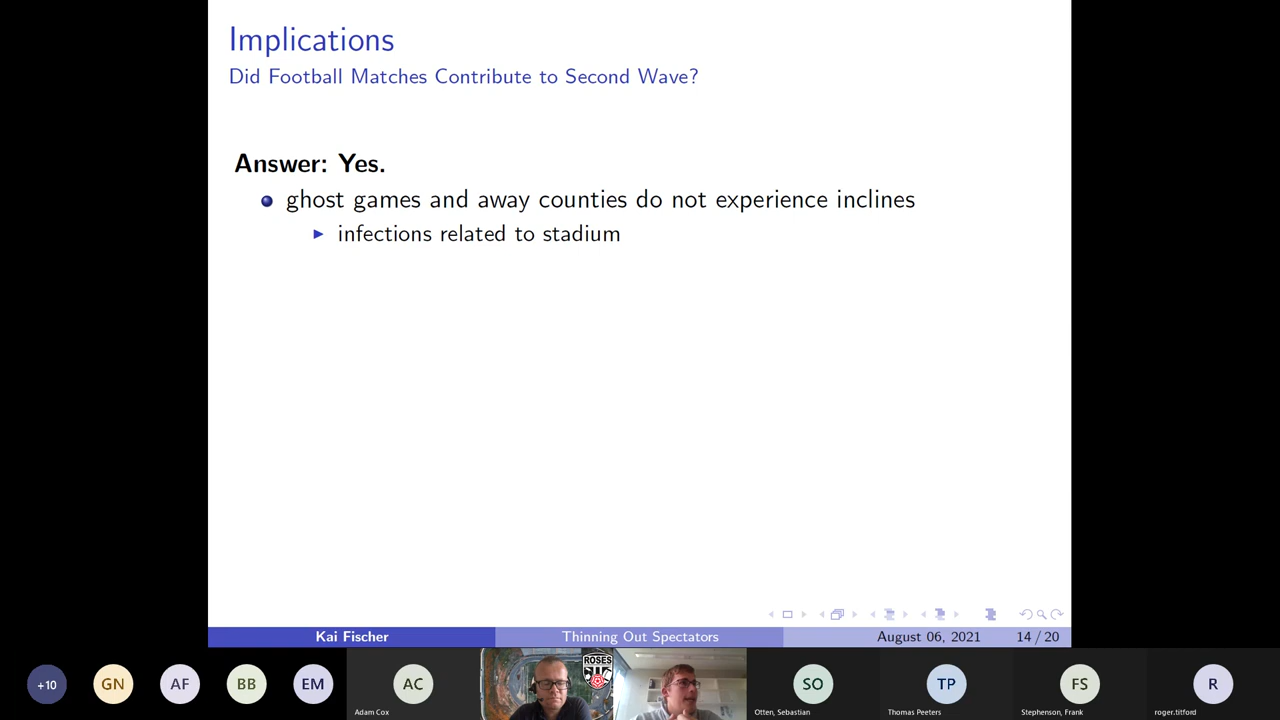 Implications
Did Football Matches Contribute to Second Wave?
Answer: Yes.
ghost games and away counties do not experience inclines
infections related to stadium
Kai Fischer
Thinning Out Spectators
August 06, 2021
14 / 20
+10
GN
AF
BB
EM
AC
Adam Cox
ROSES
SO
Otten, Sebastian
TP
Thomas Peeters
FS
Stephenson, Frank
R
roger.titford